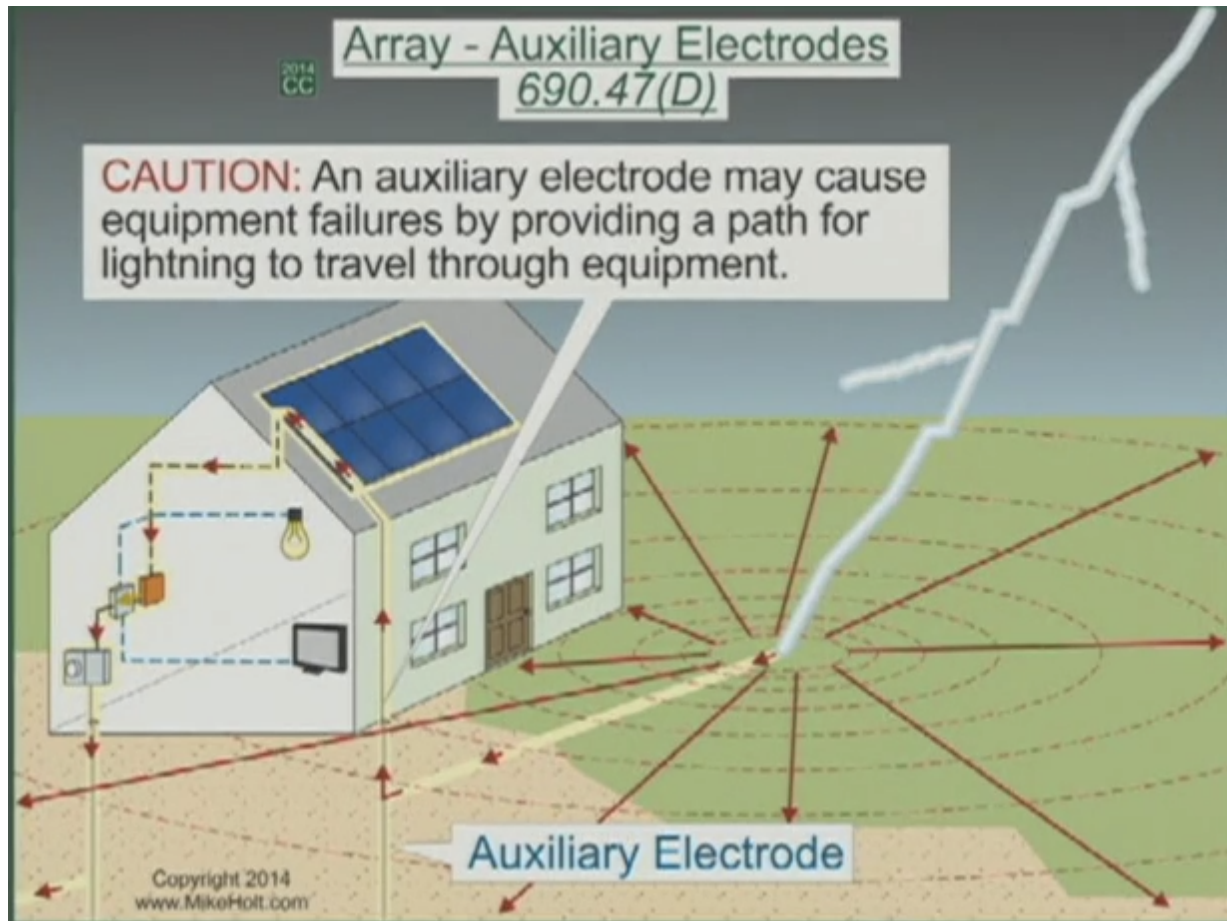 Array - Auxiliary Electrodes
690.47(D)
2014
CC
CAUTION: An auxiliary electrode may cause
equipment failures by providing a path for
lightning to travel through equipment.
Auxiliary Electrode
Copyright 2014
www.MikeHolt.com